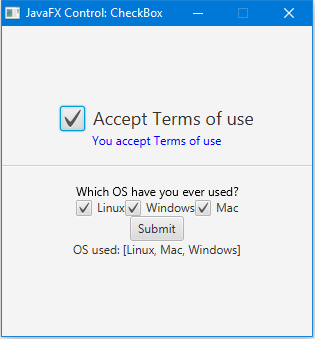 JavaFX Control: CheckBox
Accept Terms of use
You accept Terms of use
Which OS have you ever used?
Linux Windows Mac
Submit
OS used: [Linux, Mac, Windows]